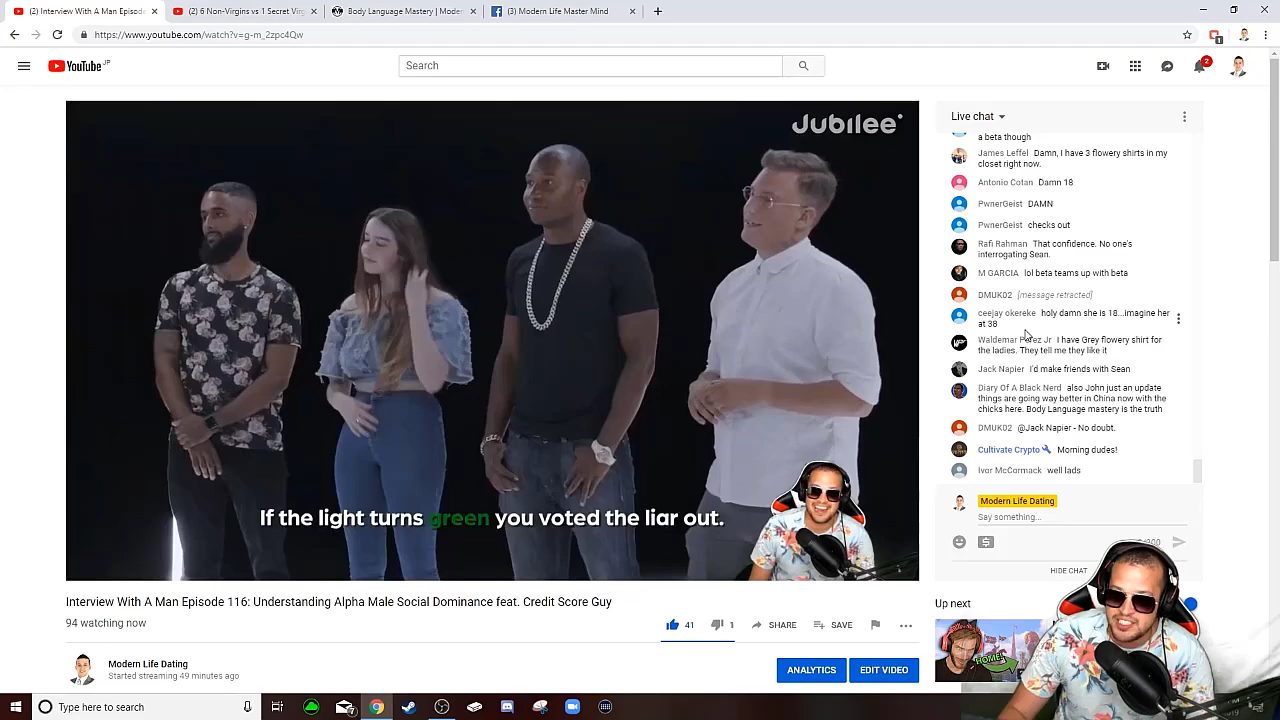 (2) Interview With A Man Episode
(2) 6 Non-Virgins vs 1 Secret Virg
Body Language Mastery | Moder
(3) Modern Life Master Mind
https://www.youtube.com/watch?v=g-m_2zpc4Qw
YouTube JP
Search
2
Jubilee
Live chat
a beta though
James Leffel Damn, I have 3 flowery shirts in my
closet right now.
Antonio Cotan Damn 18
PwnerGeist DAMN
PwnerGeist checks out
Rafi Rahman That confidence. No one's
interrogating Sean.
M GARCIA lol beta teams up with beta
DMUK02 [message retracted]
ceejay okereke holy damn she is 18...imagine her
at 38
Waldemar Perez Jr I have Grey flowery shirt for
the ladies. They tell me they like it
Jack Napier I'd make friends with Sean
Diary Of A Black Nerd also John just an update
things are going way better in China now with the
chicks here. Body Language mastery is the truth
DMUK02 @Jack Napier - No doubt.
Cultivate Crypto Morning dudes!
Ivor McCormack well lads
Modern Life Dating
Say something...
/300
HIDE CHAT
If the light turns green you voted the liar out.
Interview With A Man Episode 116: Understanding Alpha Male Social Dominance feat. Credit Score Guy
94 watching now
41
1
SHARE
SAVE
Up next
HOME!
Modern Life Dating
Started streaming 49 minutes ago
ANALYTICS
EDIT VIDEO
Type here to search